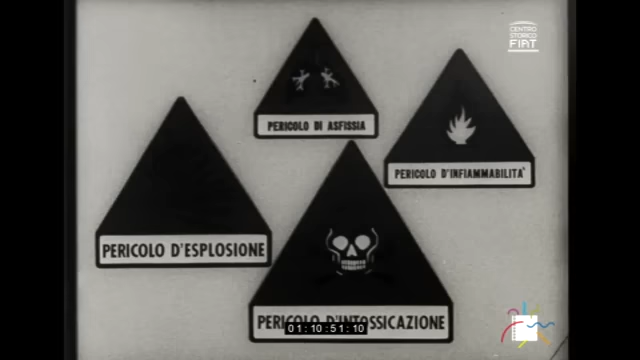 CENTRO
STORICO
FIAT
PERICOLO DI ASFISSIA
PERICOLO D'INFIAMMABILITA'
PERICOLO D'ESPLOSIONE
PERICOLO D'INTOSSICAZIONE
01:10:51:10